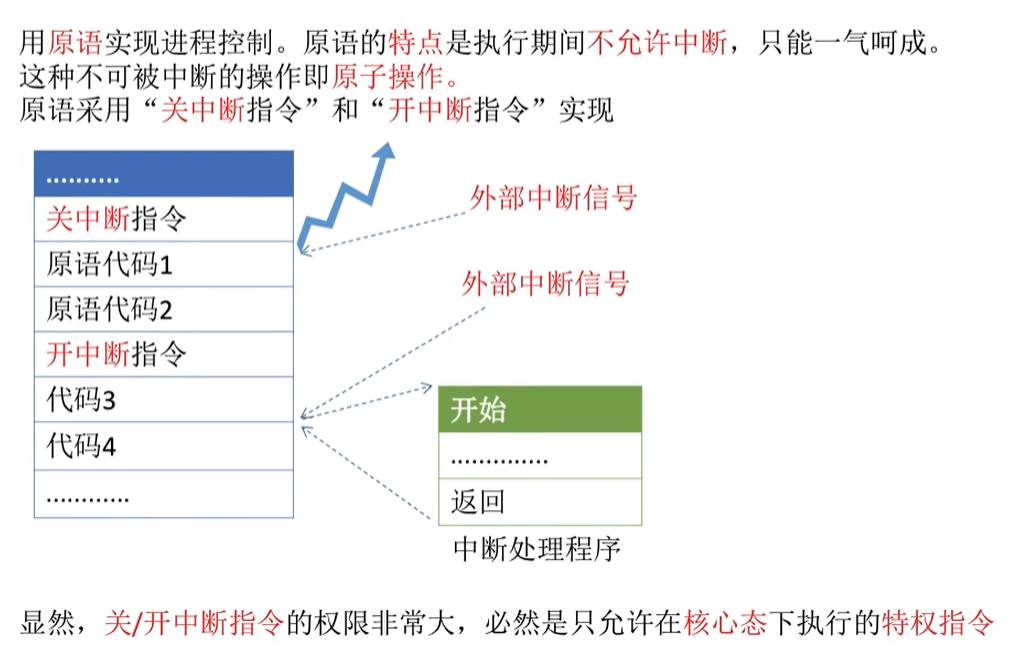 用原语实现进程控制。原语的特点是执行期间不允许中断，只能一气呵成。
这种不可被中断的操作即原子操作。
原语采用“关中断指令”和“开中断指令”实现
..........
关中断指令
原语代码1
原语代码2
开中断指令
代码3
代码4
............
外部中断信号
外部中断信号
开始
..............
返回
中断处理程序
显然，关/开中断指令的权限非常大，必然是只允许在核心态下执行的特权指令